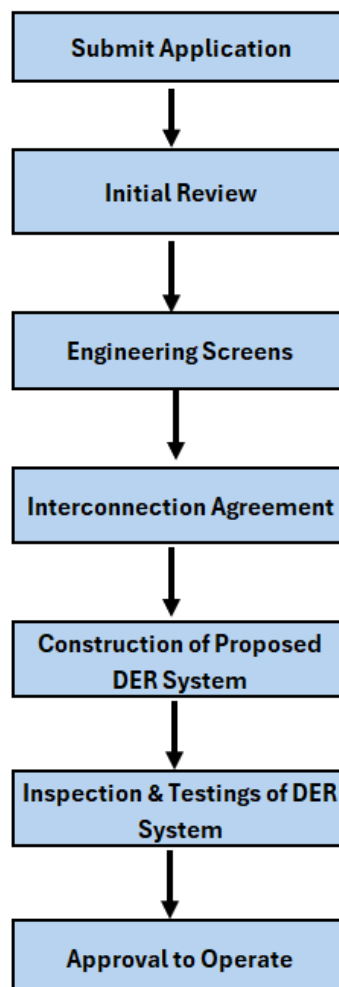 Submit Application
Initial Review
Engineering Screens
Interconnection Agreement
Construction of Proposed
DER System
Inspection & Testings of DER
System
Approval to Operate